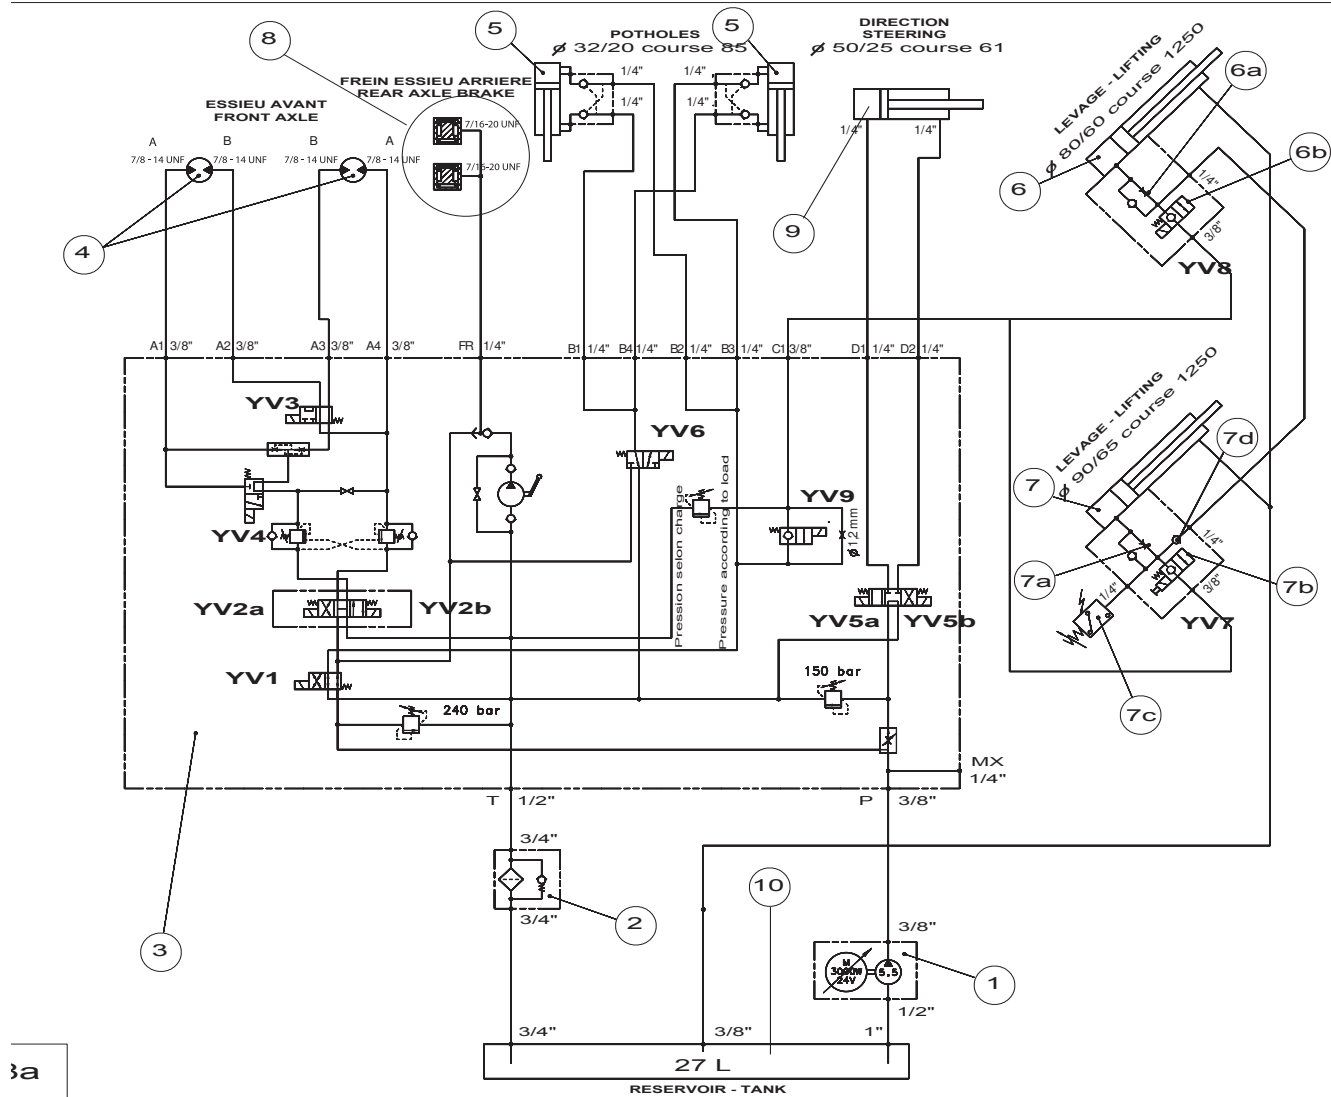 5
POTHOLES
ø 32/20 course 85
5
DIRECTION
STEERING
ø 50/25 course 61
LEVAGE - LIFTING
ø 80/60 course 1250
6a
8
FREIN ESSIEU ARRIERE
REAR AXLE BRAKE
ESSIEU AVANT
FRONT AXLE
1/4"
1/4"
1/4"
1/4"
1/4"
1/4"
6
6b
7/16-20 UNF
7/16-20 UNF
A
B
B
A
7/8 - 14 UNF
7/8 - 14 UNF
7/8 - 14 UNF
7/8 - 14 UNF
1/4"
3/8"
YV8
4
9
A1 3/8"
A2 3/8"
A3 3/8"
A4 3/8"
FR 1/4"
B1 1/4"
B4 1/4"
B2 1/4"
B3 1/4"
C1 3/8"
D1 1/4"
D2 1/4"
LEVAGE - LIFTING
ø 90/65 course 1250
YV3
YV6
7d
7
Pression selon charge
Pressure according to load
YV9
ø 1.2 mm
YV4
1/4"
3/8"
1/4"
7a
7b
YV2a
YV2b
YV5a
YV5b
YV7
YV1
150 bar
240 bar
7c
MX
1/4"
T 1/2"
P 3/8"
3/4"
10
2
3/4"
3
3/8"
M
3000W
24V
5.5
1
1/2"
3/4"
3/8"
1"
27 L
RESERVOIR - TANK